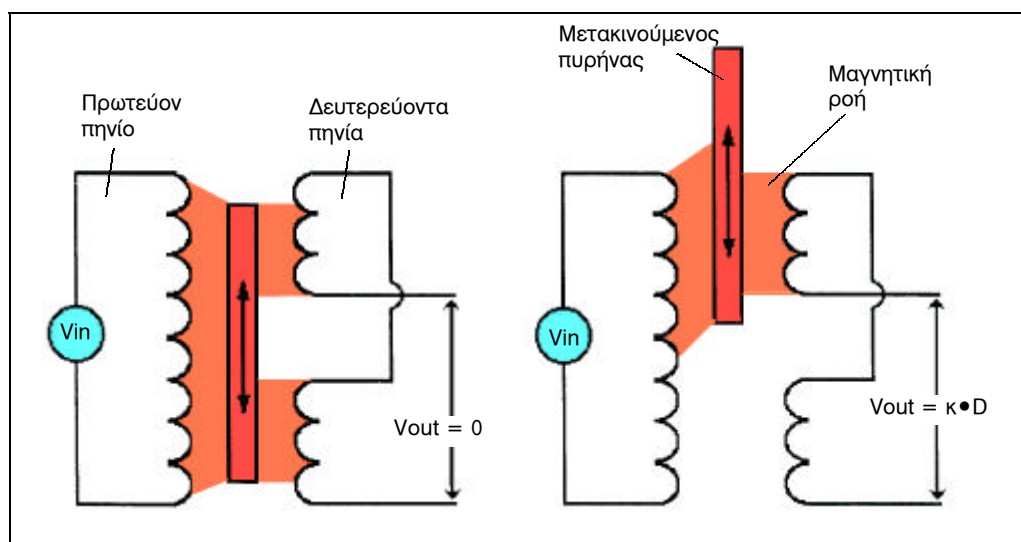 Πρωτεύον
πηνίο
Δευτερεύοντα
πηνία
Vin
Vout = 0
Μετακινούμενος
πυρήνας
Μαγνητική
ροή
Vin
Vout = κ•D